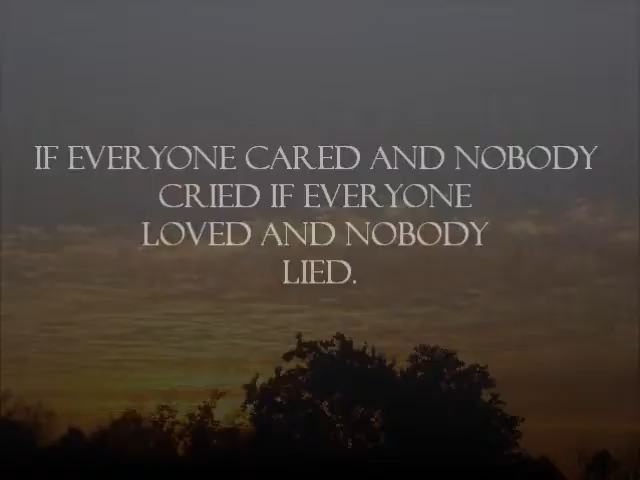 IF EVERYONE CARED AND NOBODY
CRIED IF EVERYONE
LOVED AND NOBODY
LIED.